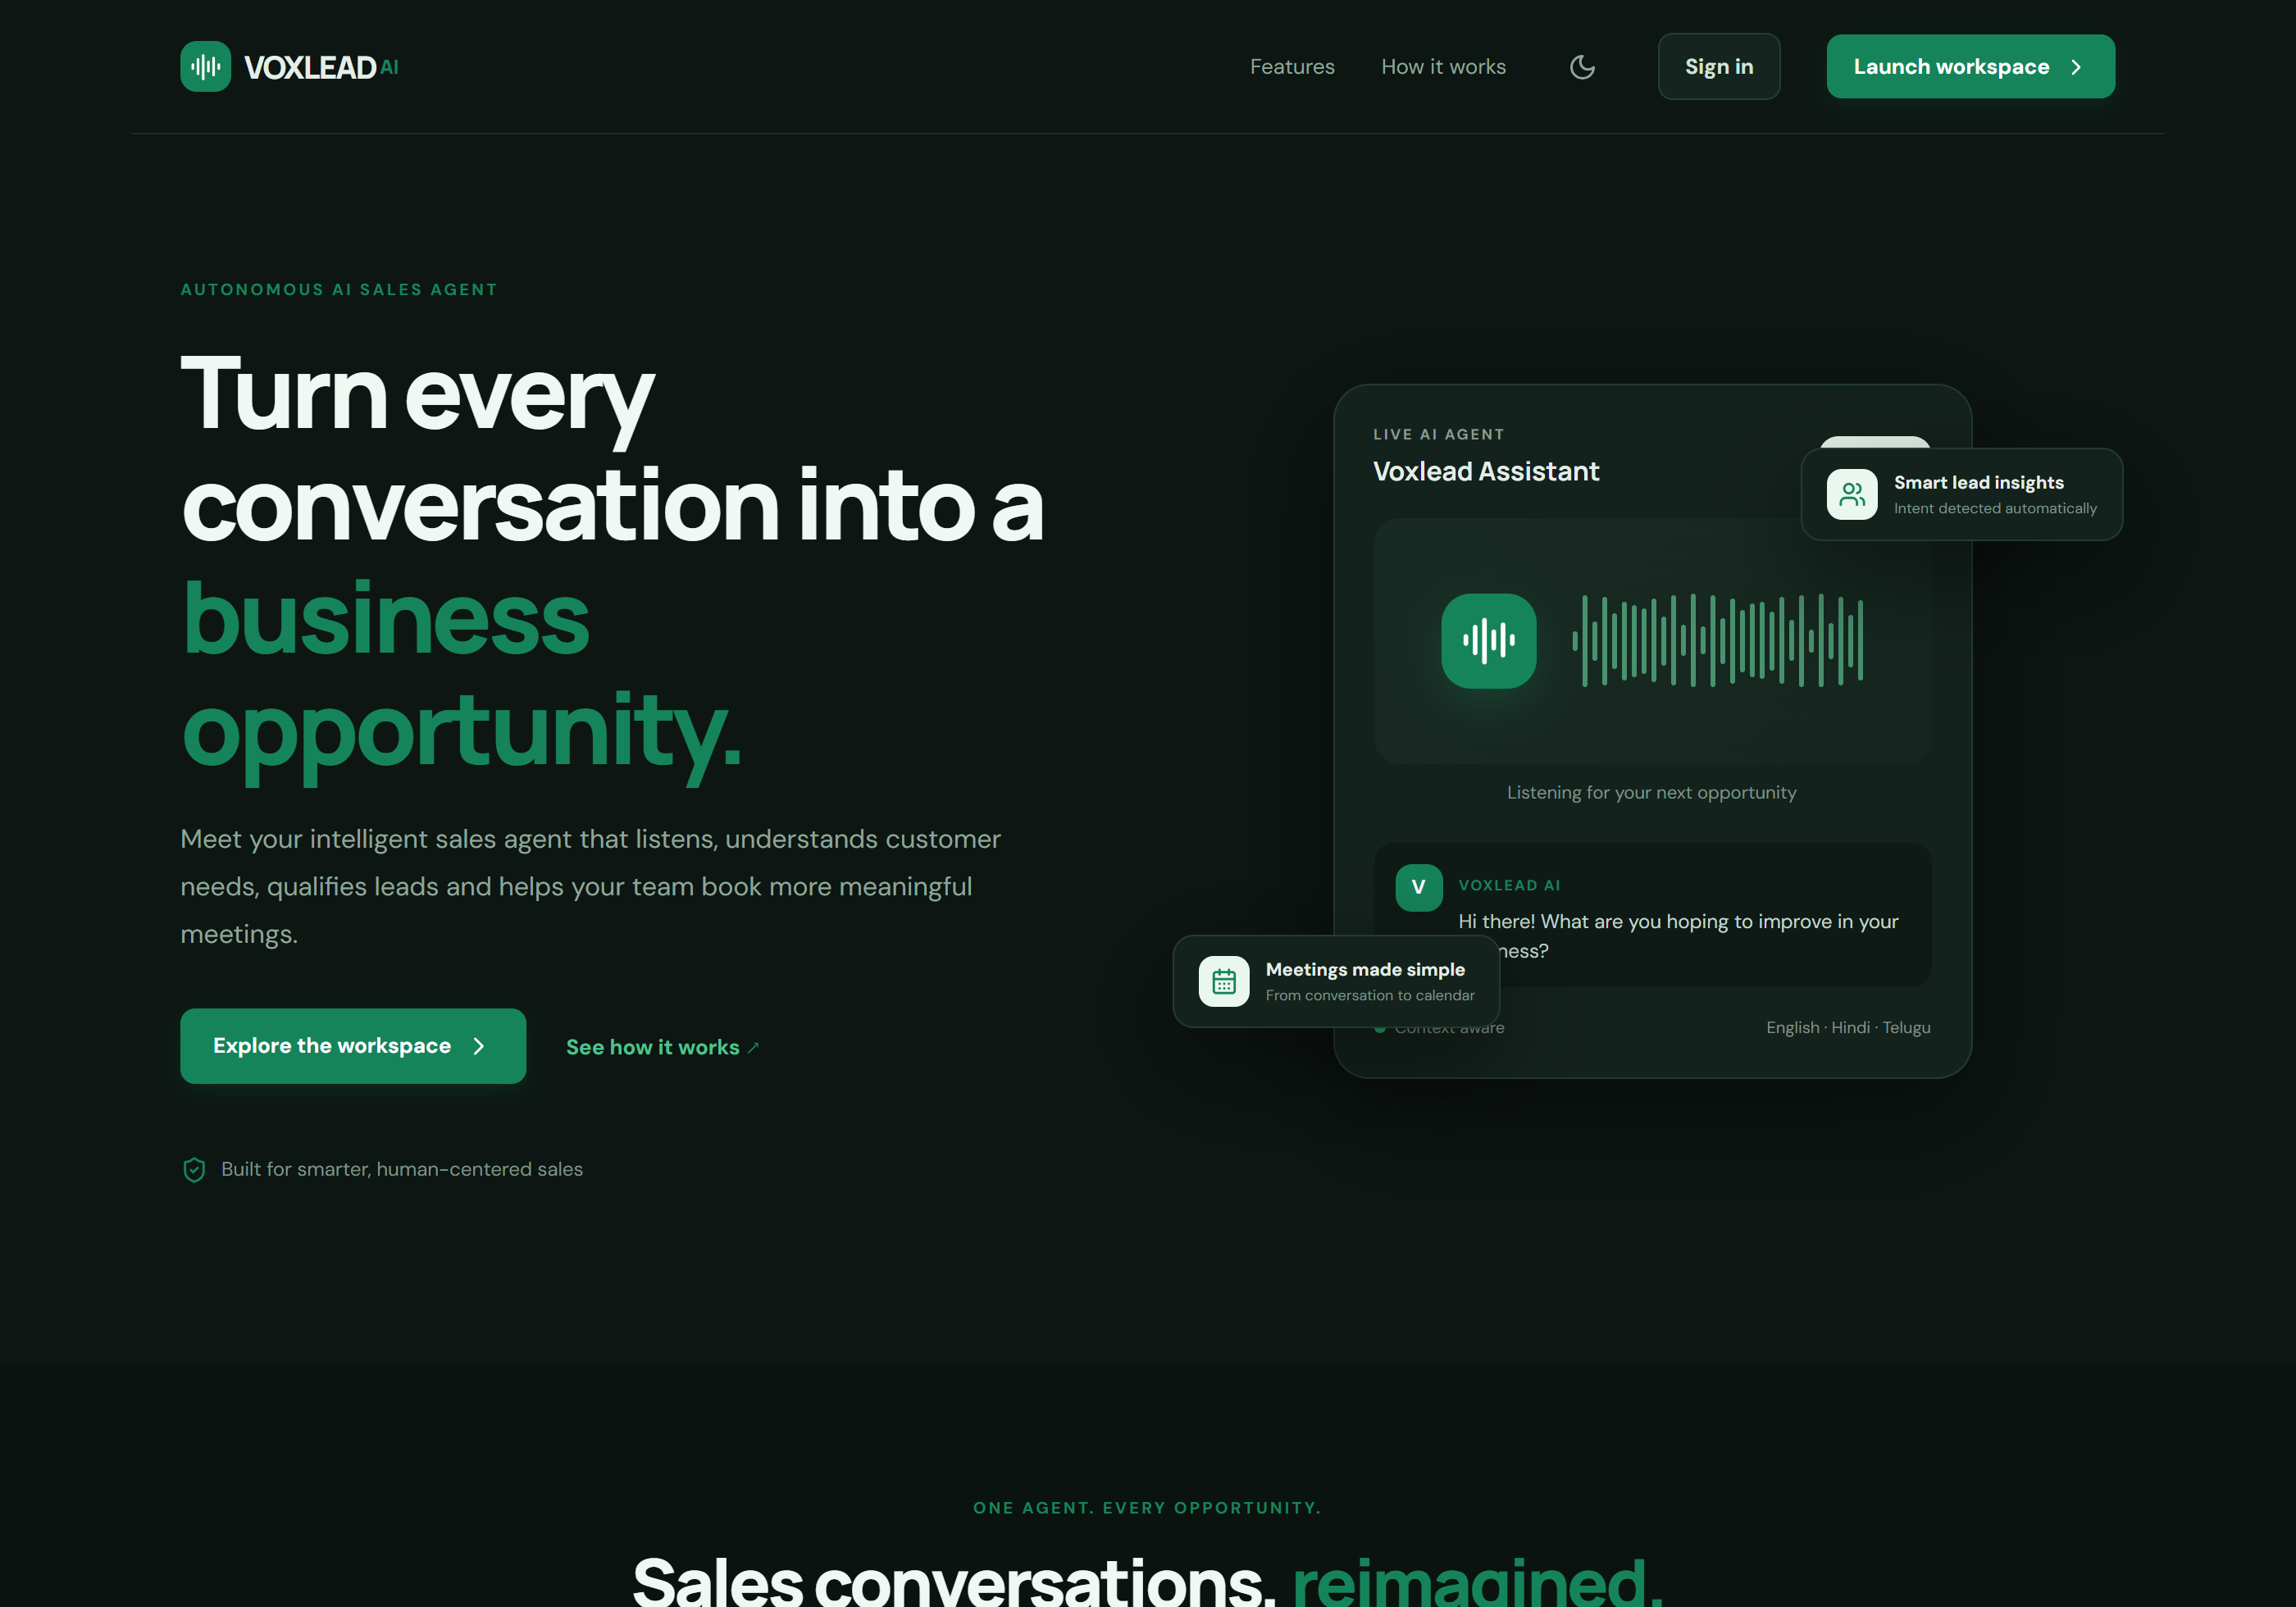 VOXLEAD AI
Features
How it works
Sign in
Launch workspace
AUTONOMOUS AI SALES AGENT
Turn every
conversation into a
business
opportunity.
Meet your intelligent sales agent that listens, understands customer
needs, qualifies leads and helps your team book more meaningful
meetings.
Explore the workspace
See how it works ↗
Built for smarter, human-centered sales
LIVE AI AGENT
Voxlead Assistant
Smart lead insights
Intent detected automatically
Listening for your next opportunity
V
VOXLEAD AI
Hi there! What are you hoping to improve in your
ness?
Meetings made simple
From conversation to calendar
Context aware
English · Hindi · Telugu
ONE AGENT. EVERY OPPORTUNITY.
Sales conversations, reimagined.